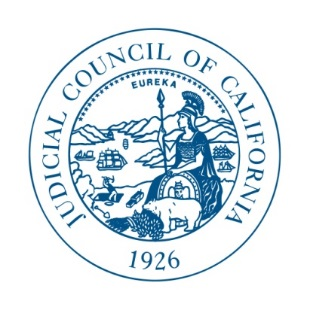 JUDICIAL COUNCIL OF CALIFORNIA
EUREKA
1926